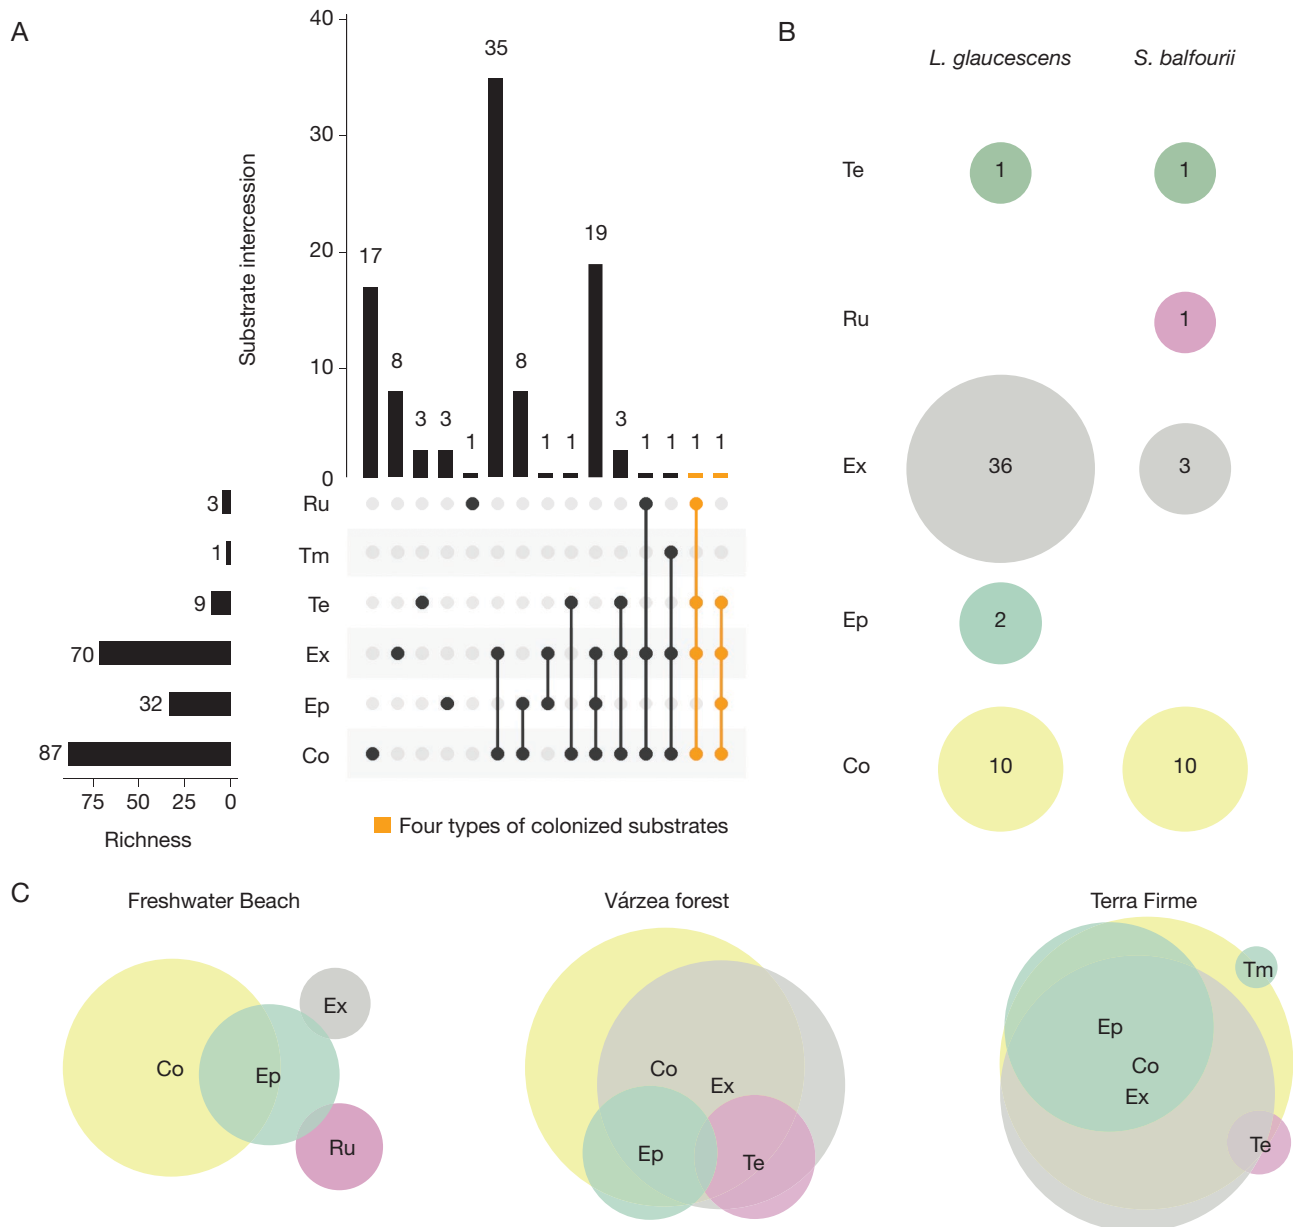 A
Substrate intercession
40
30
20
10
0
17
8
3
3
1
35
8
1
1
19
3
1
1
1
1
Ru
Tm
Te
Ex
Ep
Co
3
1
9
70
32
87
75 50 25 0
Richness
Four types of colonized substrates
B
L. glaucescens S. balfourii
Te 1 1
Ru 1
Ex 36 3
Ep 2
Co 10 10
C
Freshwater Beach
Co
Ep
Ex
Ru
Várzea forest
Co
Ex
Ep
Te
Terra Firme
Tm
Ep
Co
Ex
Te